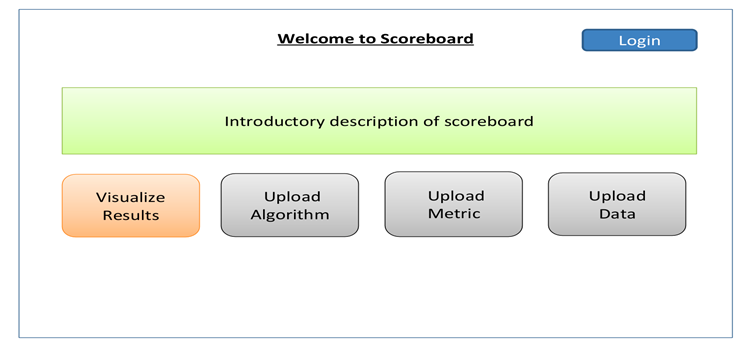 Welcome to Scoreboard
Login
Introductory description of scoreboard
Visualize
Results
Upload
Algorithm
Upload
Metric
Upload
Data